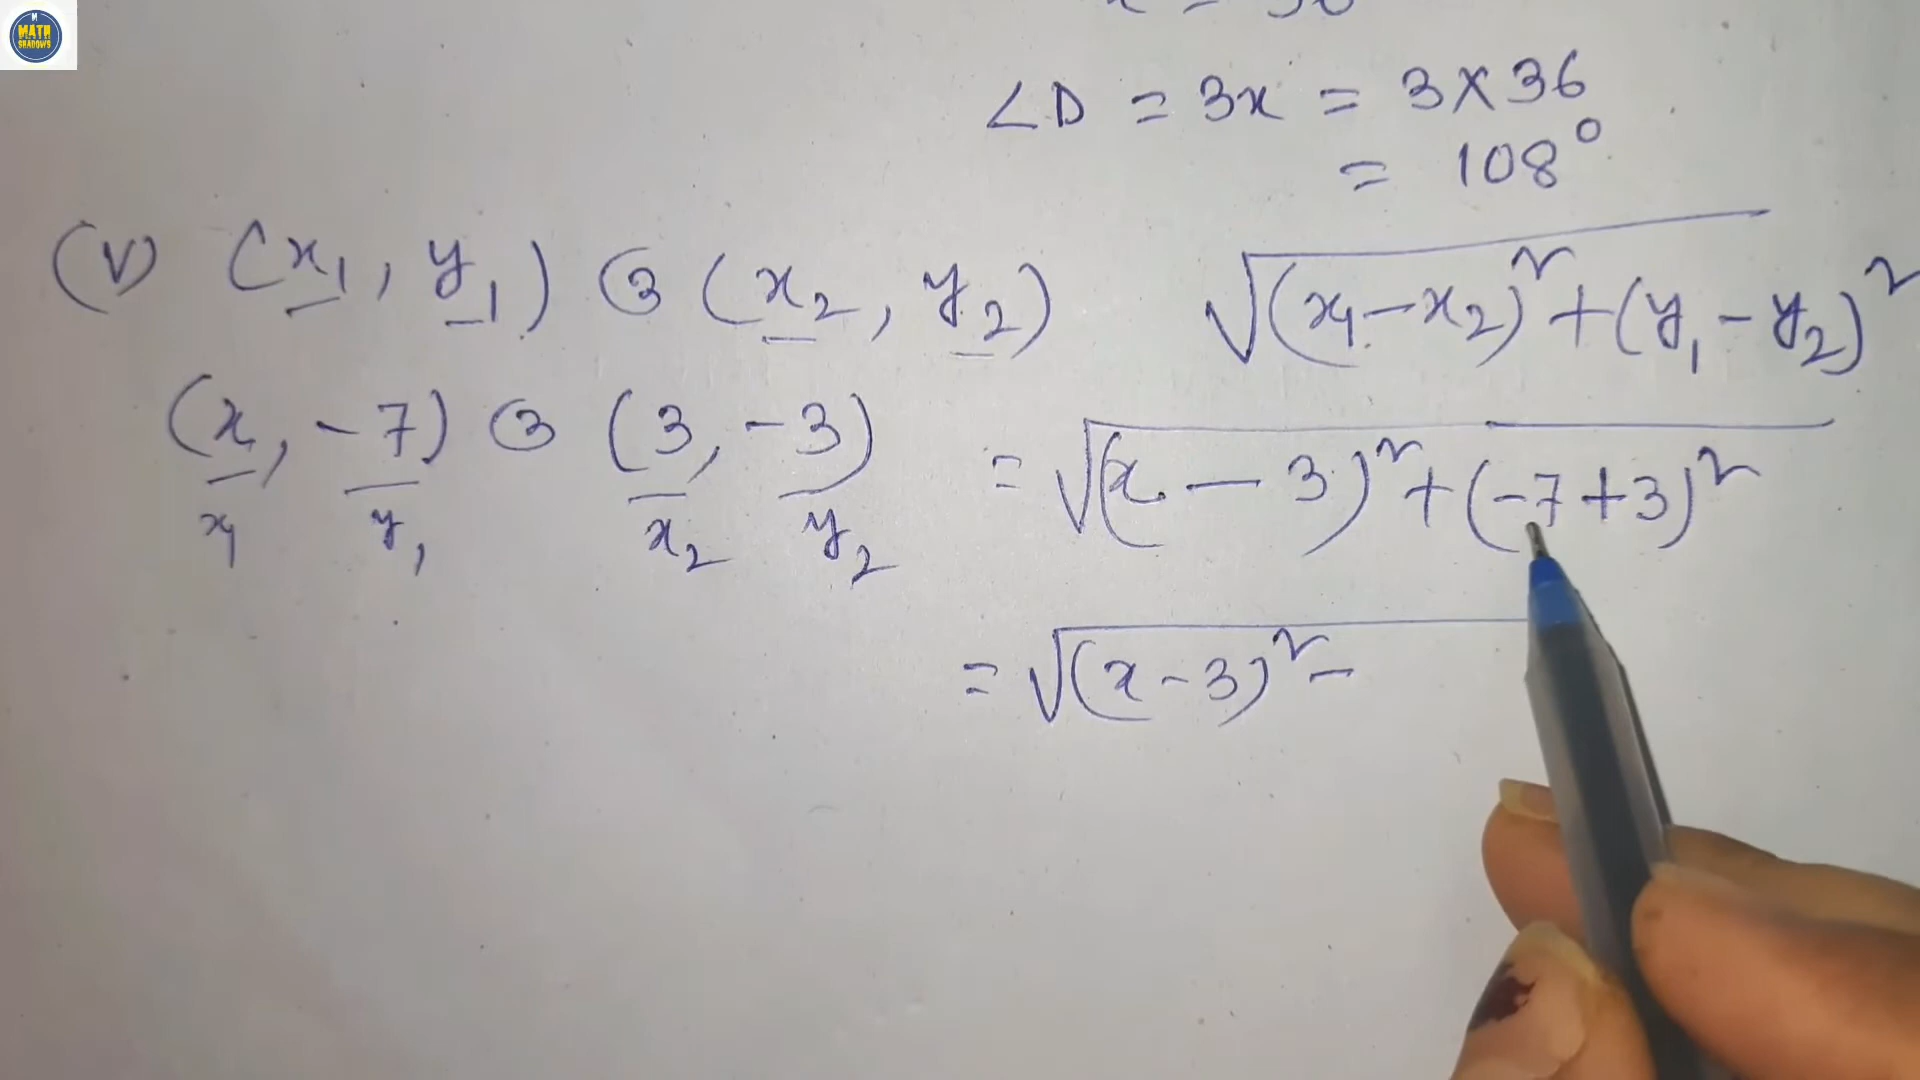 M
MATH
SHADOWS
∠D = 3x = 3×36
= 108°
(V) (x₁, y₁) ও (x₂, y₂) √(x₁-x₂)²+(y₁-y₂)²
(x, -7) ও (3, -3) = √(x-3)²+(-7+3)²
x₁ y₁ x₂ y₂
= √(x-3)² -